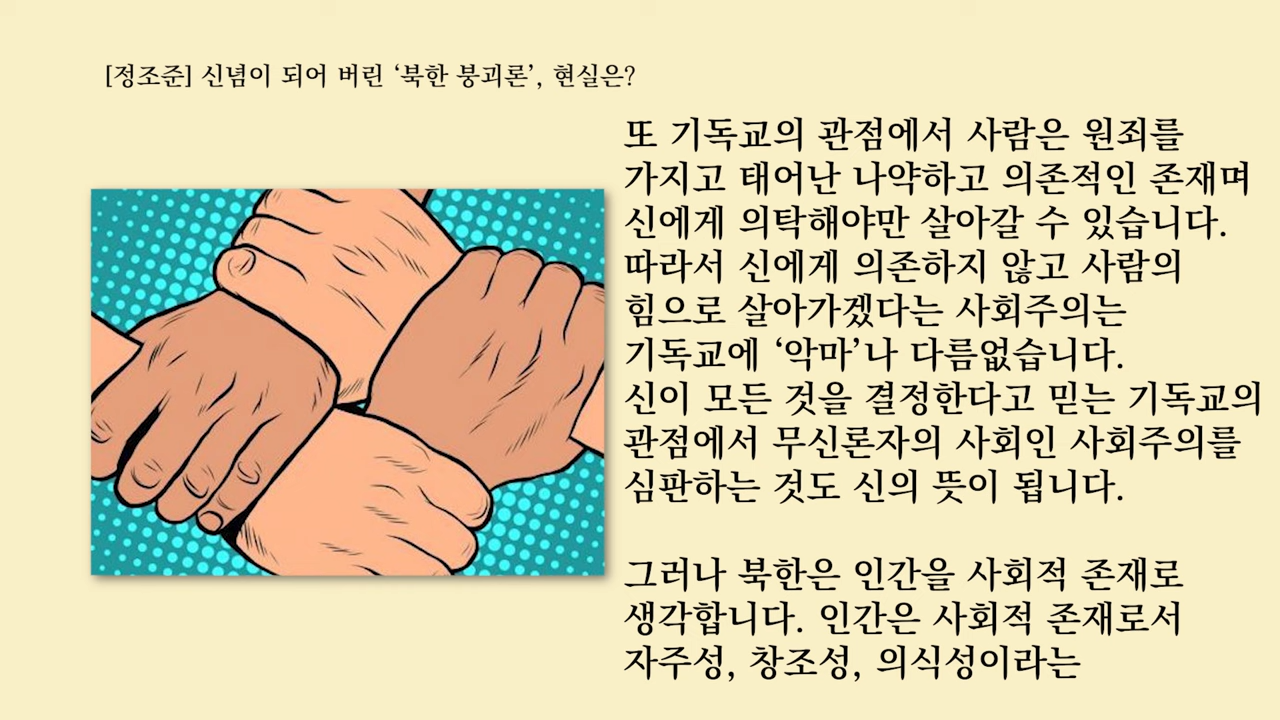 [정조준] 신념이 되어 버린 ‘북한 붕괴론’, 현실은?
또 기독교의 관점에서 사람은 원죄를
가지고 태어난 나약하고 의존적인 존재며
신에게 의탁해야만 살아갈 수 있습니다.
따라서 신에게 의존하지 않고 사람의
힘으로 살아가겠다는 사회주의는
기독교에 ‘악마’나 다름없습니다.
신이 모든 것을 결정한다고 믿는 기독교의
관점에서 무신론자의 사회인 사회주의를
심판하는 것도 신의 뜻이 됩니다.
그러나 북한은 인간을 사회적 존재로
생각합니다. 인간은 사회적 존재로서
자주성, 창조성, 의식성이라는